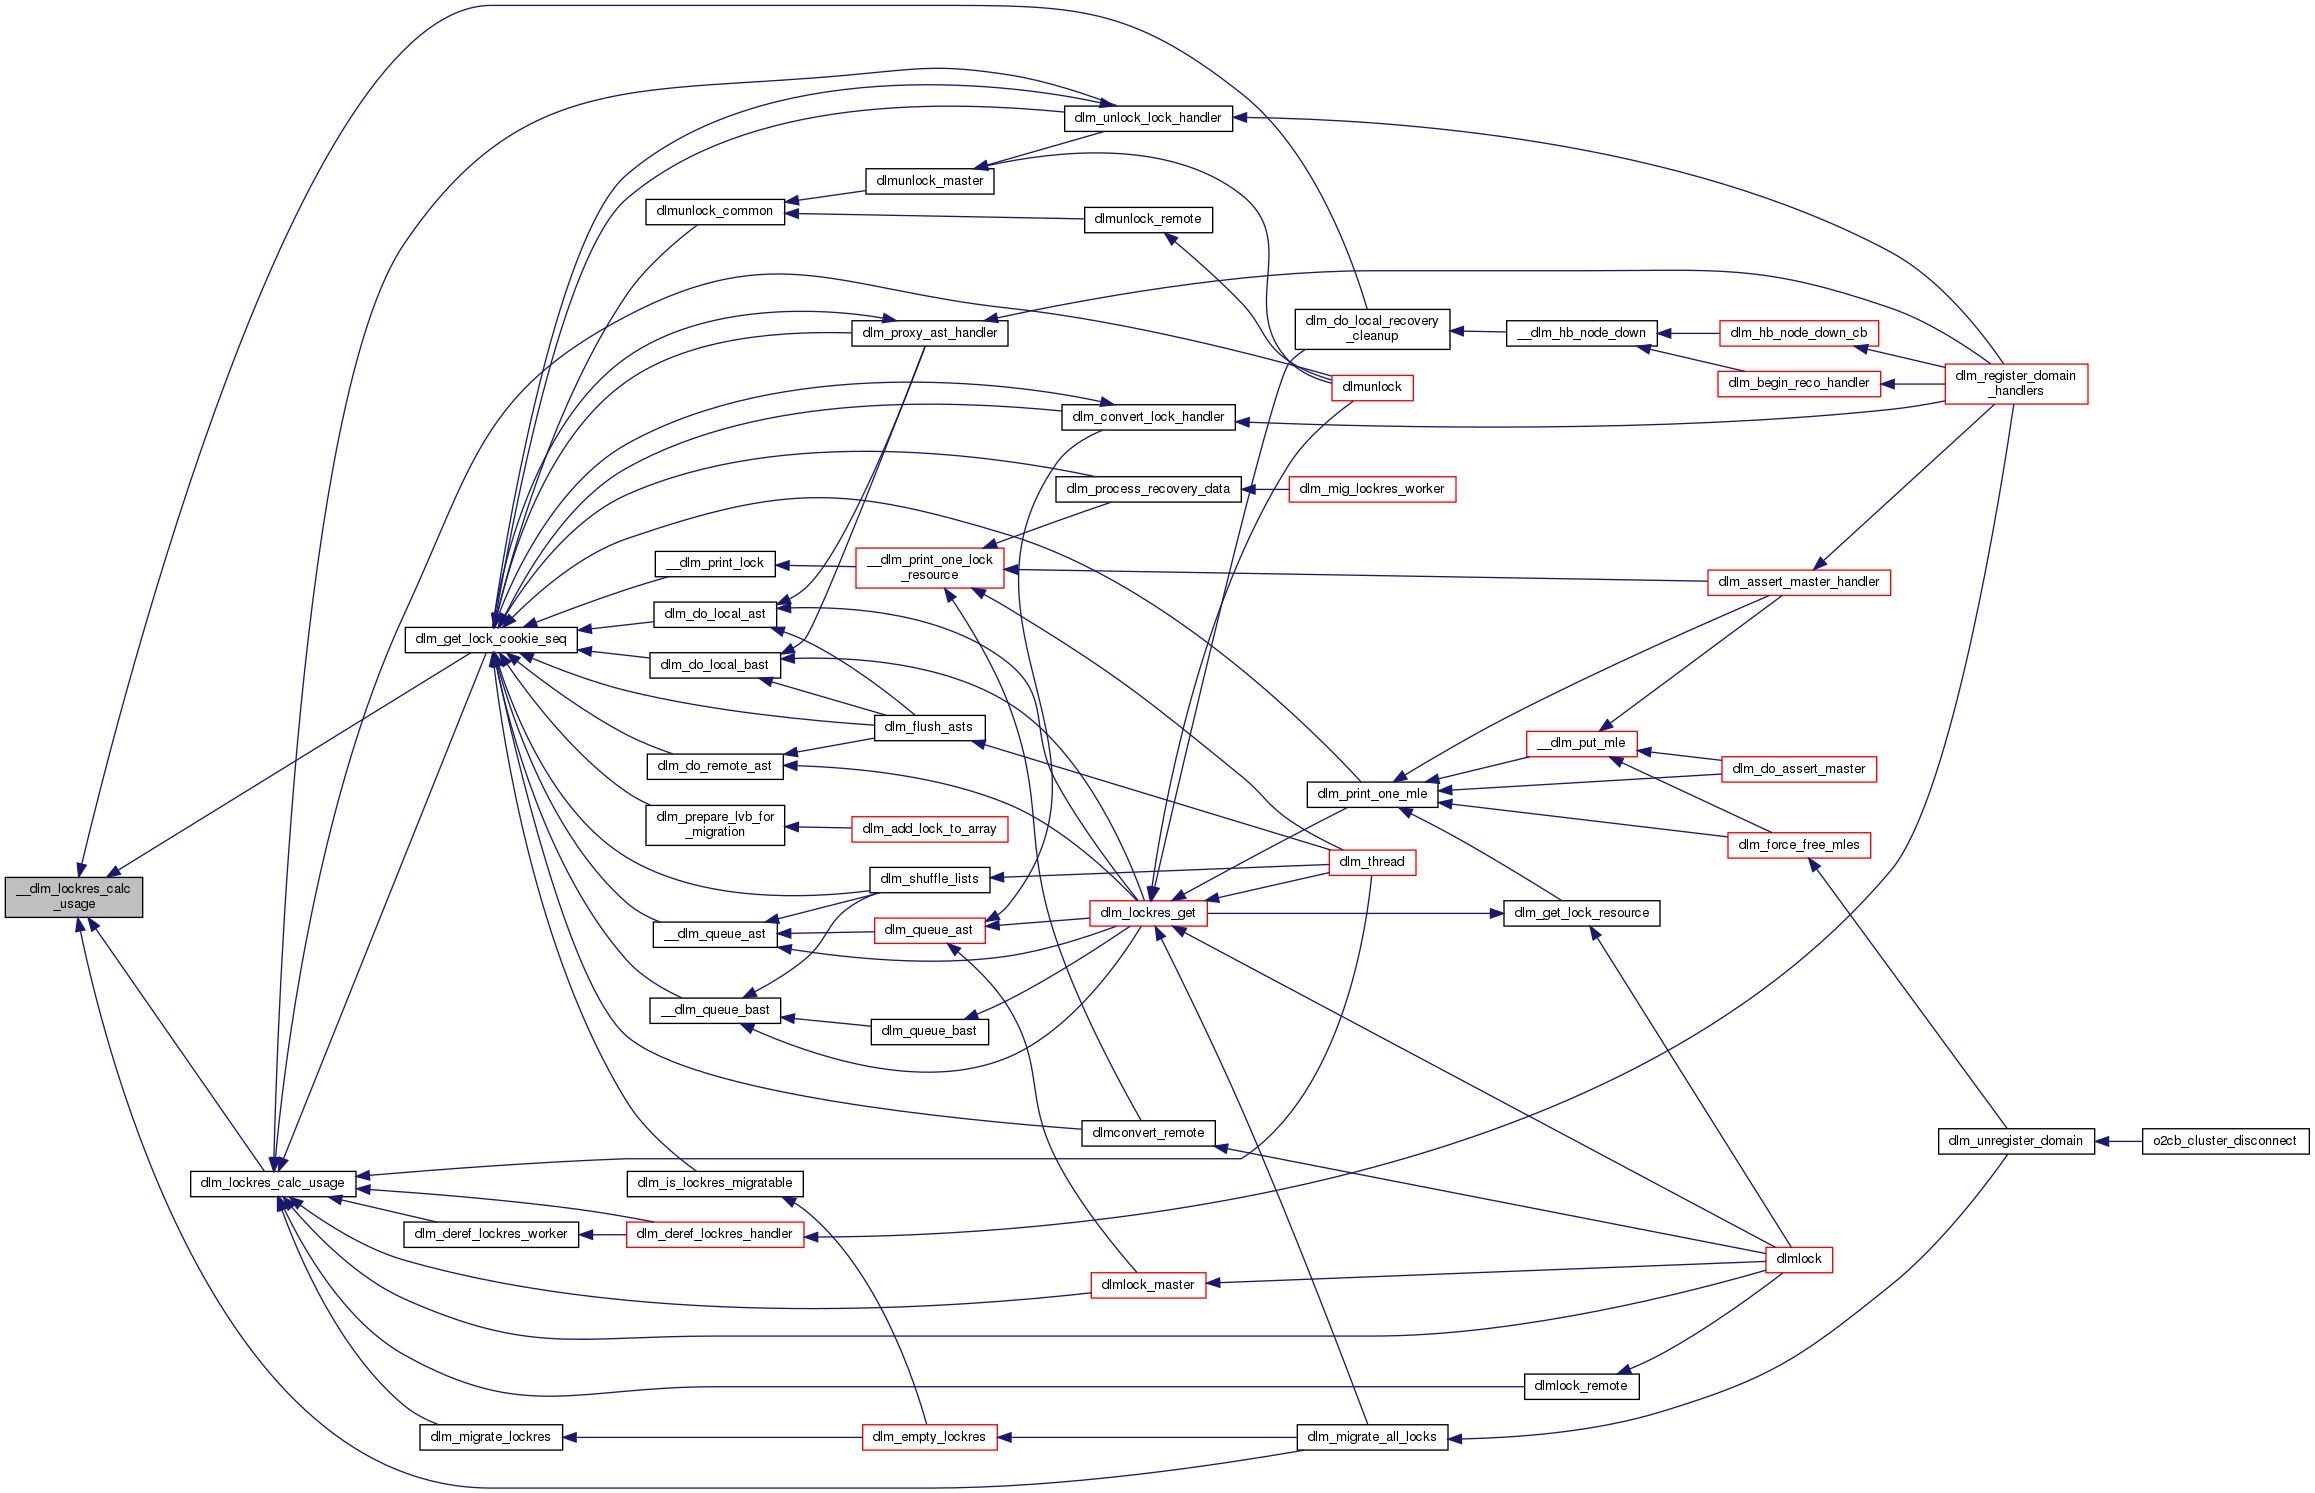 dlm_unlock_lock_handler
dlmunlock_master
dlmunlock_common
dlmunlock_remote
dlm_proxy_ast_handler
dlm_do_local_recovery
_cleanup
__dlm_hb_node_down
dlm_hb_node_down_cb
dlm_begin_reco_handler
dlm_register_domain
_handlers
dlmunlock
dlm_convert_lock_handler
dlm_process_recovery_data
dlm_mig_lockres_worker
__dlm_print_lock
__dlm_print_one_lock
_resource
dlm_assert_master_handler
dlm_do_local_ast
dlm_get_lock_cookie_seq
dlm_do_local_bast
dlm_flush_asts
dlm_do_remote_ast
__dlm_put_mle
dlm_do_assert_master
dlm_print_one_mle
dlm_prepare_lvb_for
_migration
dlm_add_lock_to_array
dlm_force_free_mles
dlm_thread
__dlm_lockres_calc
_usage
dlm_shuffle_lists
dlm_lockres_get
dlm_get_lock_resource
__dlm_queue_ast
dlm_queue_ast
__dlm_queue_bast
dlm_queue_bast
dlmconvert_remote
dlm_unregister_domain
o2cb_cluster_disconnect
dlm_lockres_calc_usage
dlm_is_lockres_migratable
dlm_deref_lockres_worker
dlm_deref_lockres_handler
dlmlock
dlmlock_master
dlmlock_remote
dlm_migrate_lockres
dlm_empty_lockres
dlm_migrate_all_locks